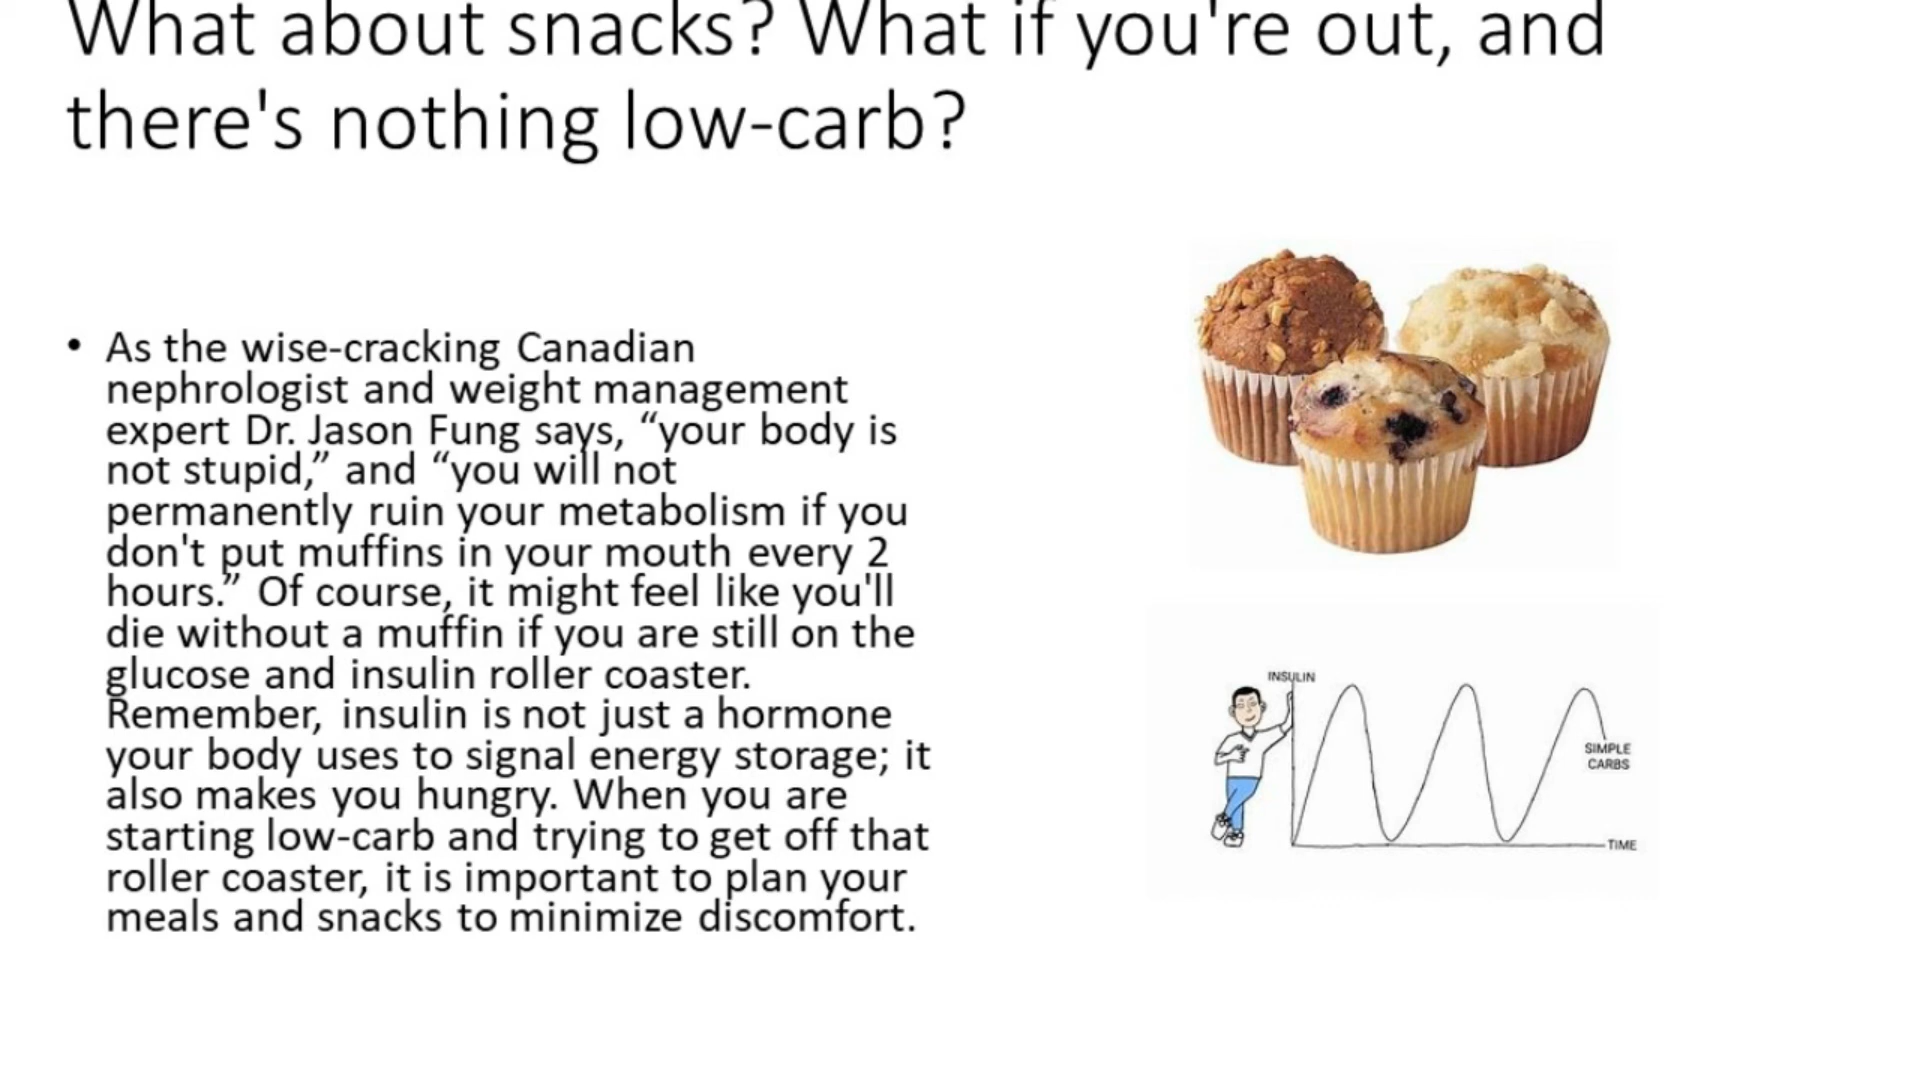 What about snacks? What if you're out, and
there's nothing low-carb?
• As the wise-cracking Canadian
nephrologist and weight management
expert Dr. Jason Fung says, “your body is
not stupid,” and “you will not
permanently ruin your metabolism if you
don't put muffins in your mouth every 2
hours.” Of course, it might feel like you'll
die without a muffin if you are still on the
glucose and insulin roller coaster.
Remember, insulin is not just a hormone
your body uses to signal energy storage; it
also makes you hungry. When you are
starting low-carb and trying to get off that
roller coaster, it is important to plan your
meals and snacks to minimize discomfort.
INSULIN
SIMPLE
CARBS
TIME